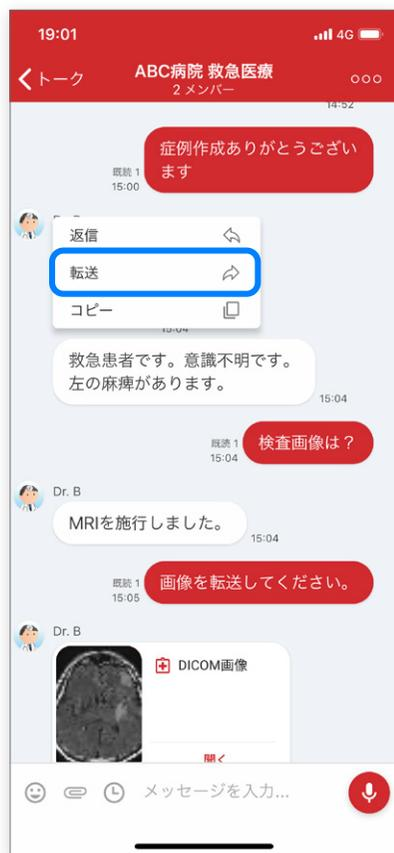 19:01
4G
トーク
ABC病院 救急医療
2 メンバー
14:52
症例作成ありがとうござい
ます
既読 1
15:00
返信
転送
コピー
15:04
救急患者です。意識不明です。
左の麻痺があります。
15:04
検査画像は？
既読 1
15:04
Dr. B
MRIを施行しました。
15:04
画像を転送してください。
既読 1
15:05
Dr. B
DICOM画像
開く
メッセージを入力...